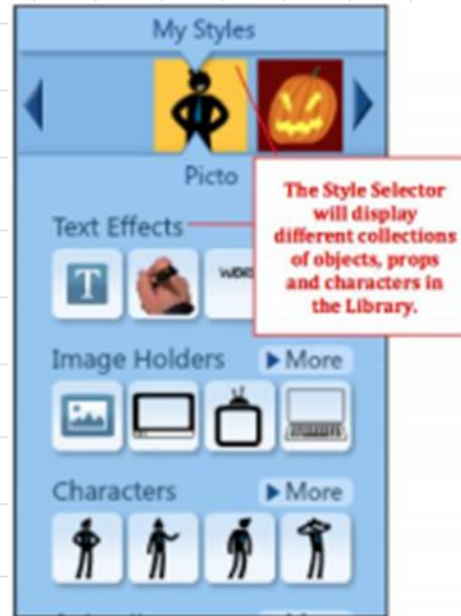 My Styles
Picto
The Style Selector
will display
different collections
of objects, props
and characters in
the Library.
Text Effects
T
Image Holders
More
Characters
More